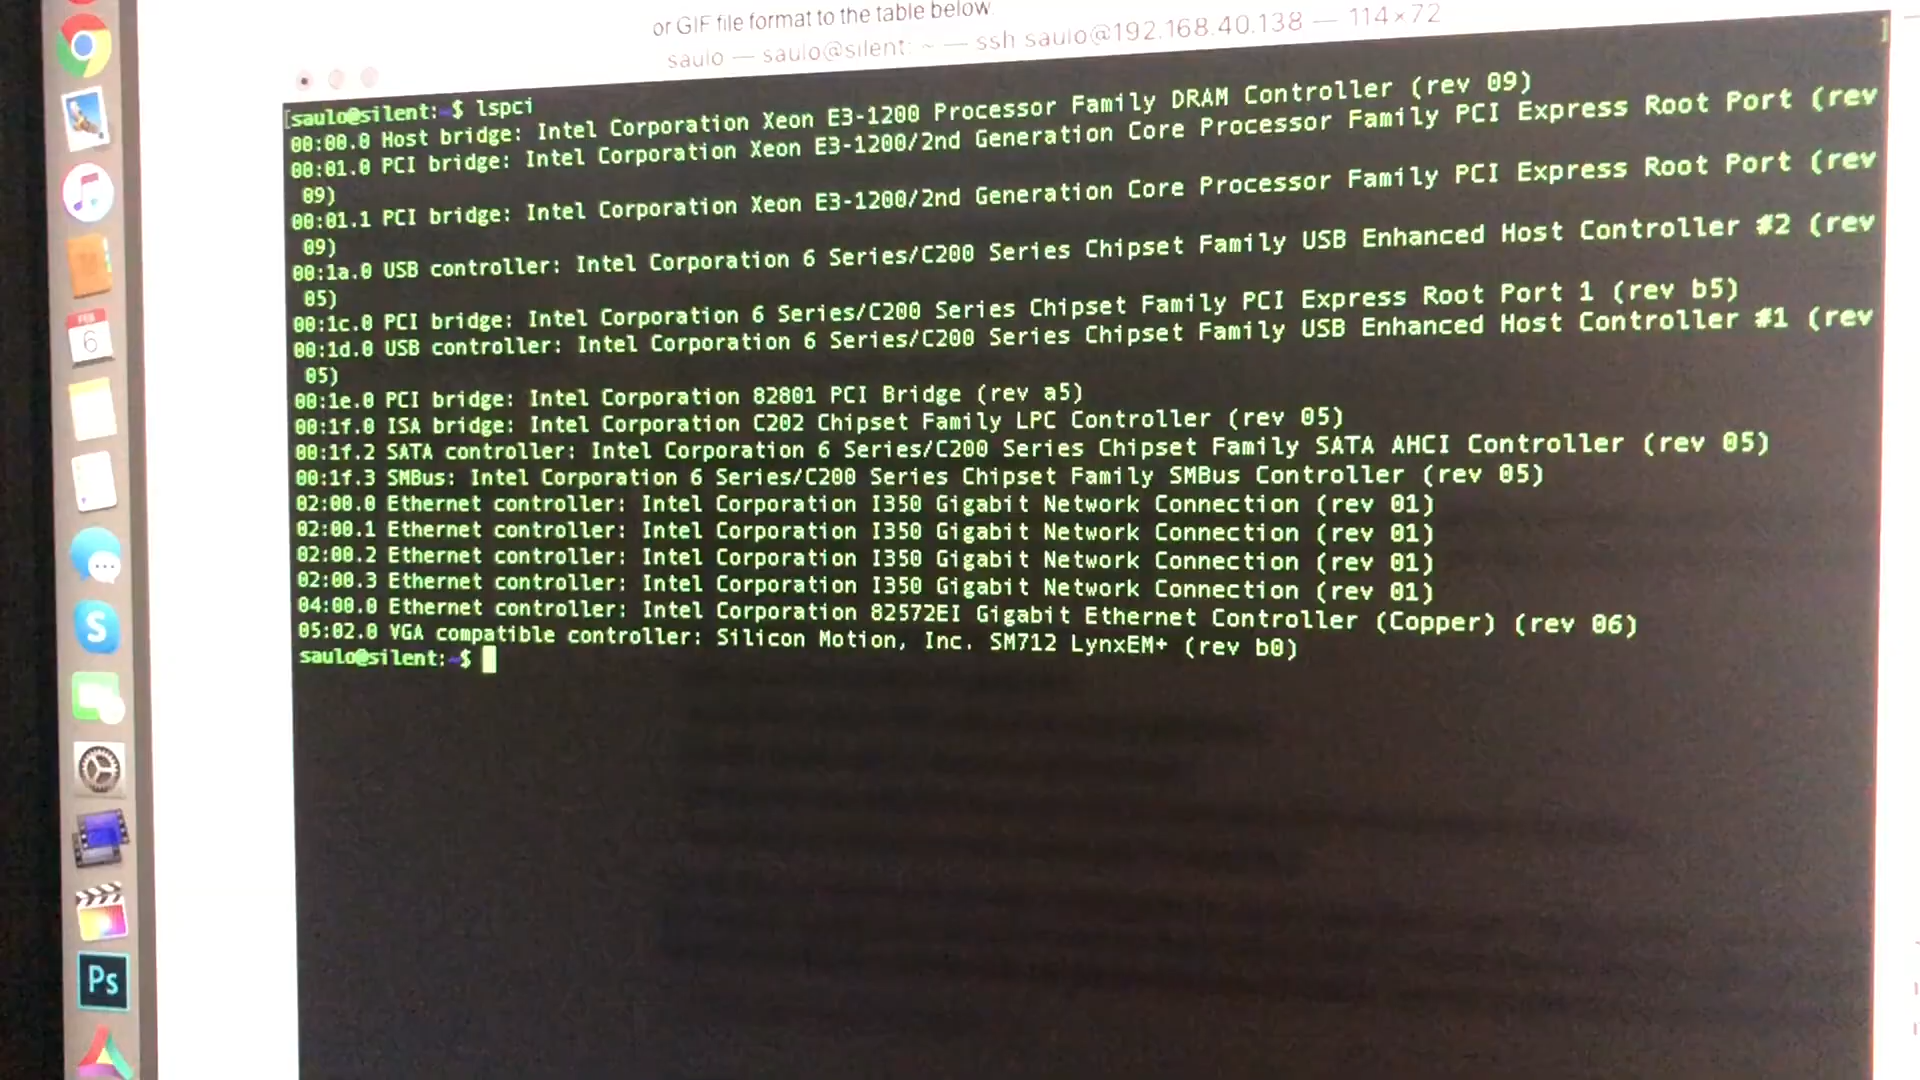 or GIF file format to the table below.
saulo — saulo@silent: ~ — ssh saulo@192.168.40.138 — 114×72
[saulo@silent:~$ lspci
00:00.0 Host bridge: Intel Corporation Xeon E3-1200 Processor Family DRAM Controller (rev 09)
00:01.0 PCI bridge: Intel Corporation Xeon E3-1200/2nd Generation Core Processor Family PCI Express Root Port (rev
09)
00:01.1 PCI bridge: Intel Corporation Xeon E3-1200/2nd Generation Core Processor Family PCI Express Root Port (rev
09)
00:1a.0 USB controller: Intel Corporation 6 Series/C200 Series Chipset Family USB Enhanced Host Controller #2 (rev
05)
00:1c.0 PCI bridge: Intel Corporation 6 Series/C200 Series Chipset Family PCI Express Root Port 1 (rev b5)
00:1d.0 USB controller: Intel Corporation 6 Series/C200 Series Chipset Family USB Enhanced Host Controller #1 (rev
05)
00:1e.0 PCI bridge: Intel Corporation 82801 PCI Bridge (rev a5)
00:1f.0 ISA bridge: Intel Corporation C202 Chipset Family LPC Controller (rev 05)
00:1f.2 SATA controller: Intel Corporation 6 Series/C200 Series Chipset Family SATA AHCI Controller (rev 05)
00:1f.3 SMBus: Intel Corporation 6 Series/C200 Series Chipset Family SMBus Controller (rev 05)
02:00.0 Ethernet controller: Intel Corporation I350 Gigabit Network Connection (rev 01)
02:00.1 Ethernet controller: Intel Corporation I350 Gigabit Network Connection (rev 01)
02:00.2 Ethernet controller: Intel Corporation I350 Gigabit Network Connection (rev 01)
02:00.3 Ethernet controller: Intel Corporation I350 Gigabit Network Connection (rev 01)
04:00.0 Ethernet controller: Intel Corporation 82572EI Gigabit Ethernet Controller (Copper) (rev 06)
05:02.0 VGA compatible controller: Silicon Motion, Inc. SM712 LynxEM+ (rev b0)
saulo@silent:~$
FEB
6
S
Ps